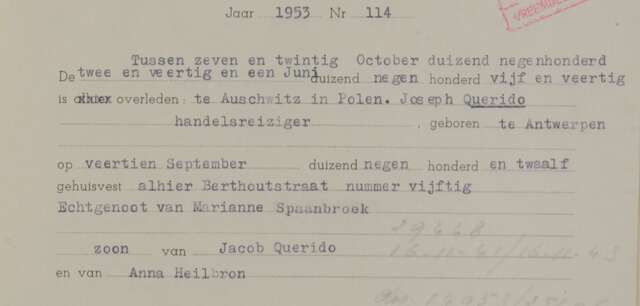 Jaar 1953 Nr 114
VREEMDE
Tussen zeven en twintig October duizend negenhonderd
De twee en veertig en een Juni duizend negen honderd vijf en veertig
is alhier overleden: te Auschwitz in Polen. Joseph Querido
handelsreiziger , geboren te Antwerpen
op veertien September duizend negen honderd en twaalf
gehuisvest alhier Berthoutstraat nummer vijftig
Echtgenoot van Marianne Spaanbroek
29448
zoon van Jacob Querido
en van Anna Heilbron